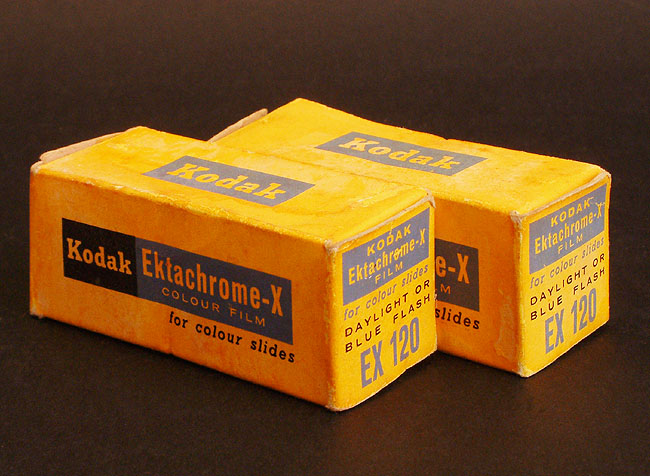 Kodak
Kodak Ektachrome-X
COLOUR FILM
for colour slides
KODAK
Ektachrome-X
FILM
for colour slides
DAYLIGHT OR
BLUE FLASH
EX 120
Kodak
-X
M
slides
KODAK
Ektachrome-X
FILM
for colour slides
DAYLIGHT OR
BLUE FLASH
EX 120